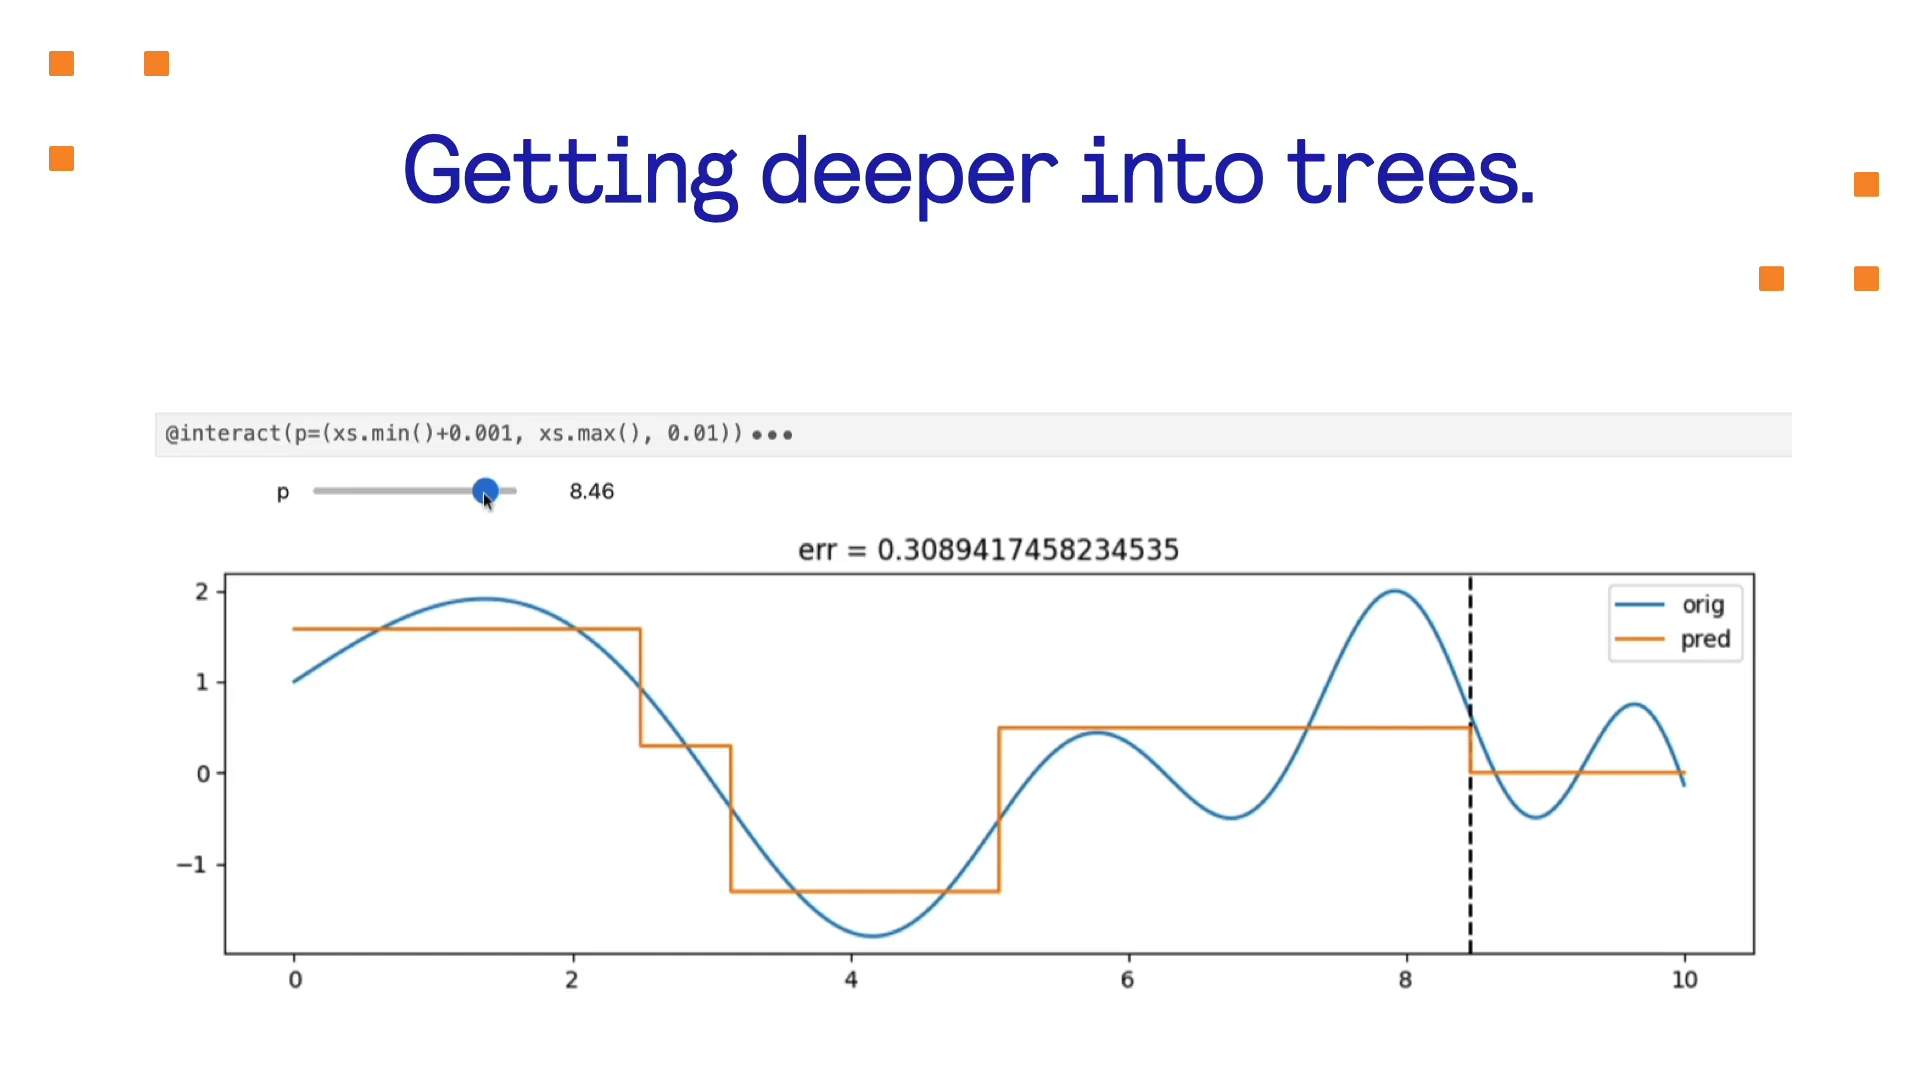 Getting deeper into trees.
@interact(p=(xs.min()+0.001, xs.max(), 0.01)) •••
p 8.46
err = 0.3089417458234535
orig
pred
2
1
0
−1
0 2 4 6 8 10